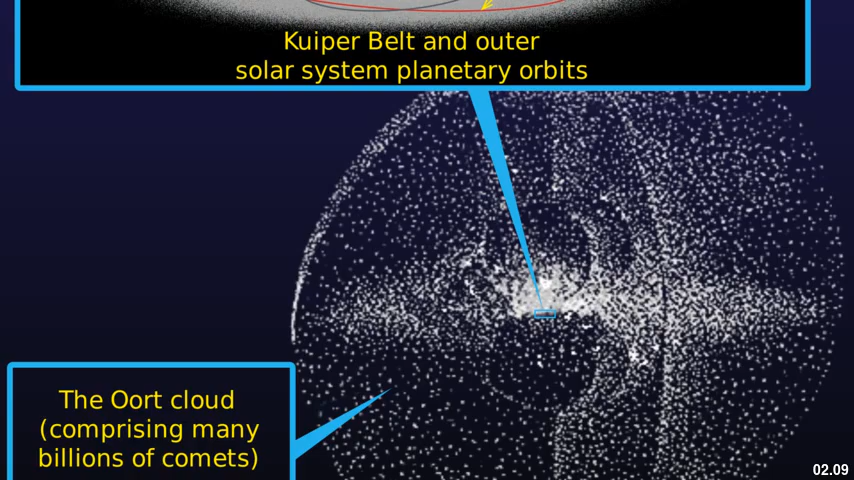 Kuiper Belt and outer
solar system planetary orbits
The Oort cloud
(comprising many
billions of comets)
02.09